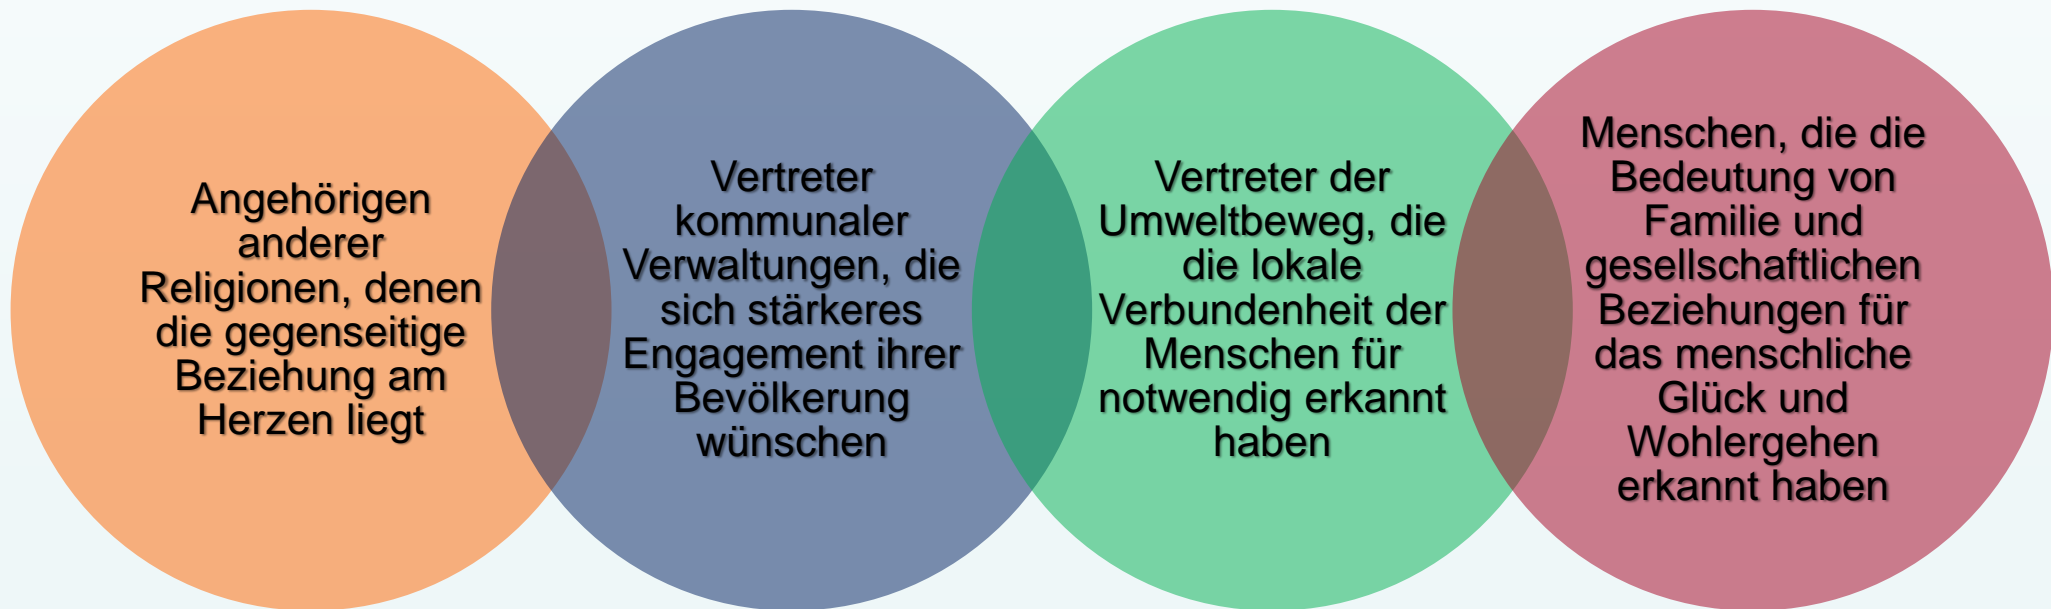 Angehörigen
anderer
Religionen, denen
die gegenseitige
Beziehung am
Herzen liegt
Vertreter
kommunaler
Verwaltungen, die
sich stärkeres
Engagement ihrer
Bevölkerung
wünschen
Vertreter der
Umweltbeweg, die
die lokale
Verbundenheit der
Menschen für
notwendig erkannt
haben
Menschen, die die
Bedeutung von
Familie und
gesellschaftlichen
Beziehungen für
das menschliche
Glück und
Wohlergehen
erkannt haben